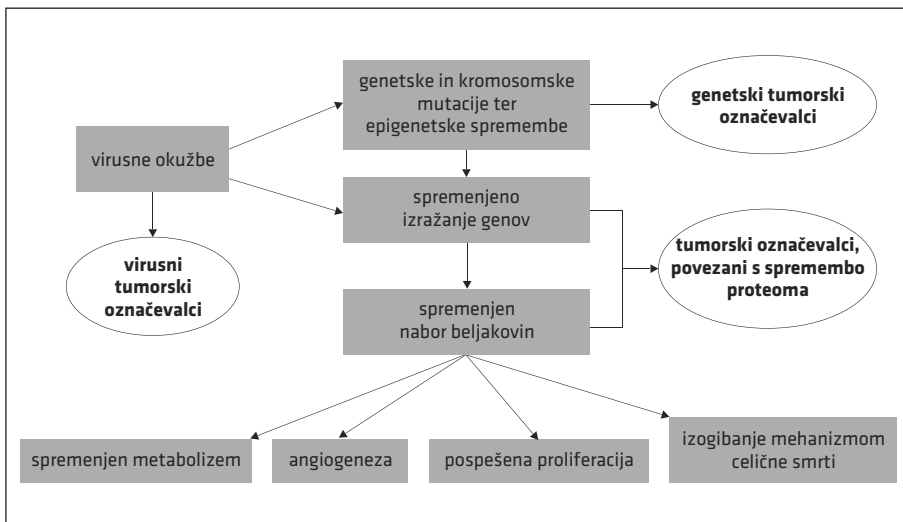 genetske in kromosomske
mutacije ter
epigenetske spremembe
genetski tumorski
označevalci
virusne okužbe
spremenjeno
izražanje genov
virusni
tumorski
označevalci
tumorski označevalci,
povezani s spremembo
proteoma
spremenjen
nabor beljakovin
spremenjen metabolizem
angiogeneza
pospešena proliferacija
izogibanje mehanizmom
celične smrti